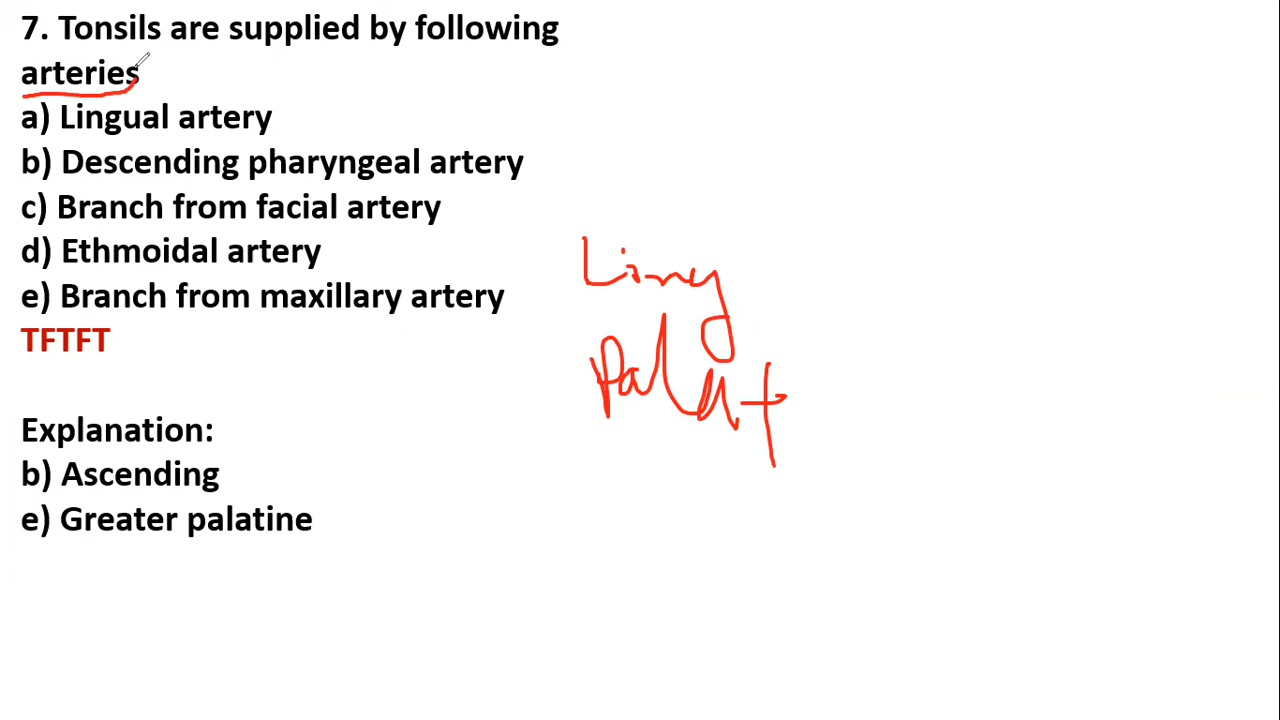 7. Tonsils are supplied by following
arteries
a) Lingual artery
b) Descending pharyngeal artery
c) Branch from facial artery
d) Ethmoidal artery
e) Branch from maxillary artery
TFTFT
Explanation:
b) Ascending
e) Greater palatine
Ling
Palat